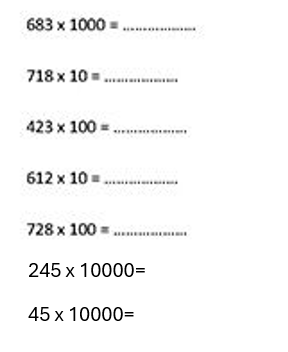 683 x 1000 = ...................
718 x 10 = ...................
423 x 100 = ...................
612 x 10 = ...................
728 x 100 = ...................
245 x 10000=
45 x 10000=